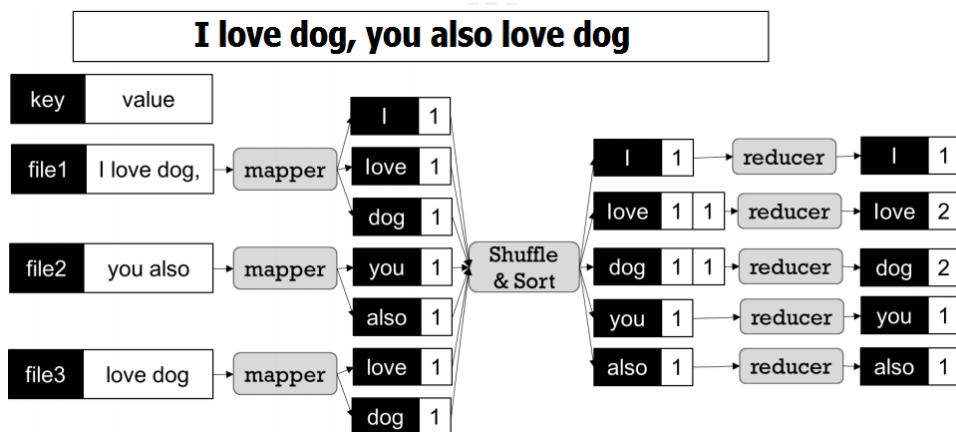 I love dog, you also love dog
key value
I 1
file1 I love dog, mapper
love 1
dog 1
file2 you also mapper
you 1
also 1
file3 love dog mapper
love 1
dog 1
Shuffle
& Sort
I 1 reducer I 1
love 1 1 reducer love 2
dog 1 1 reducer dog 2
you 1 reducer you 1
also 1 reducer also 1